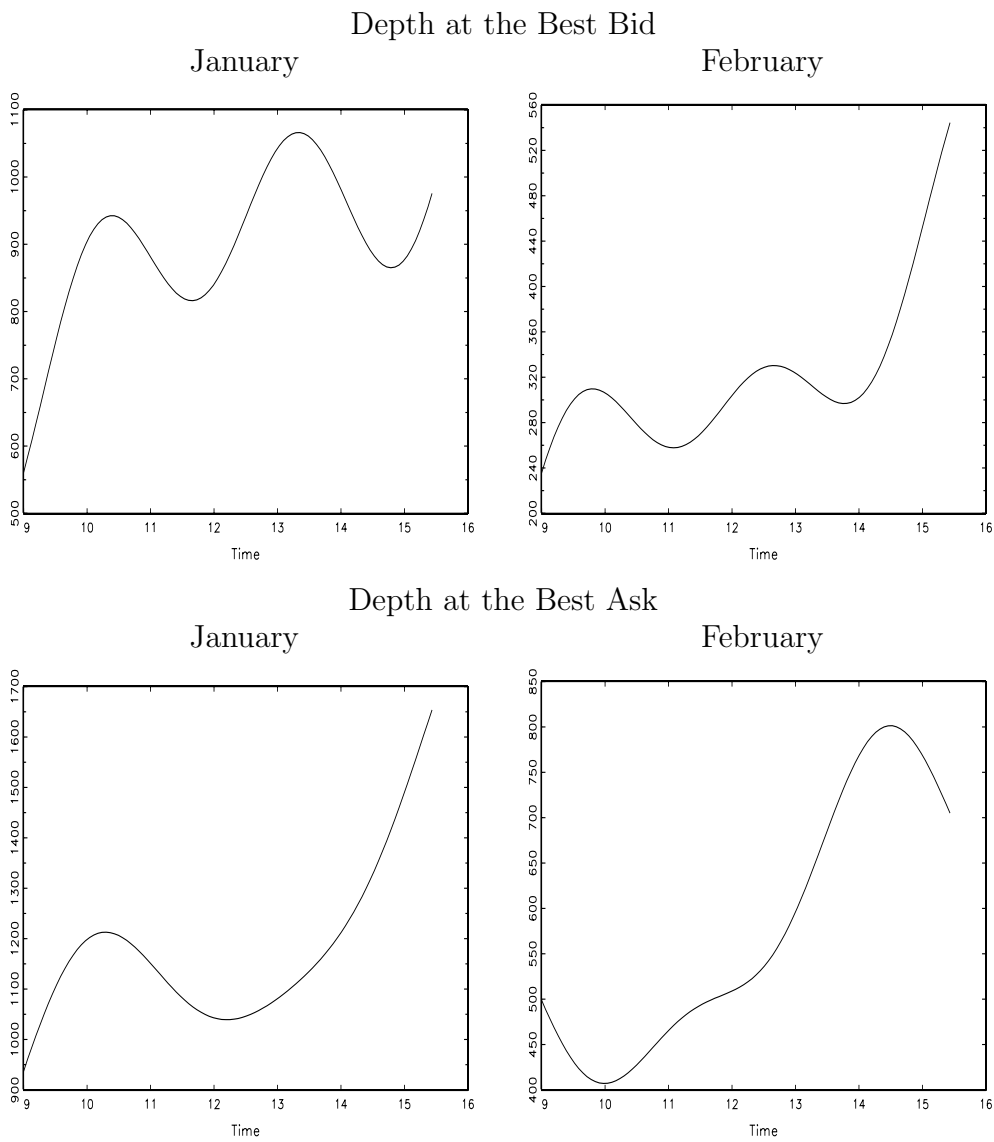 Depth at the Best Bid
January
February
1100
1000
900
800
700
600
500
9 10 11 12 13 14 15 16
Time
560
520
480
440
400
360
320
280
240
200
9 10 11 12 13 14 15 16
Time
Depth at the Best Ask
January
February
1700
1600
1500
1400
1300
1200
1100
1000
900
9 10 11 12 13 14 15 16
Time
850
800
750
700
650
600
550
500
450
400
9 10 11 12 13 14 15 16
Time